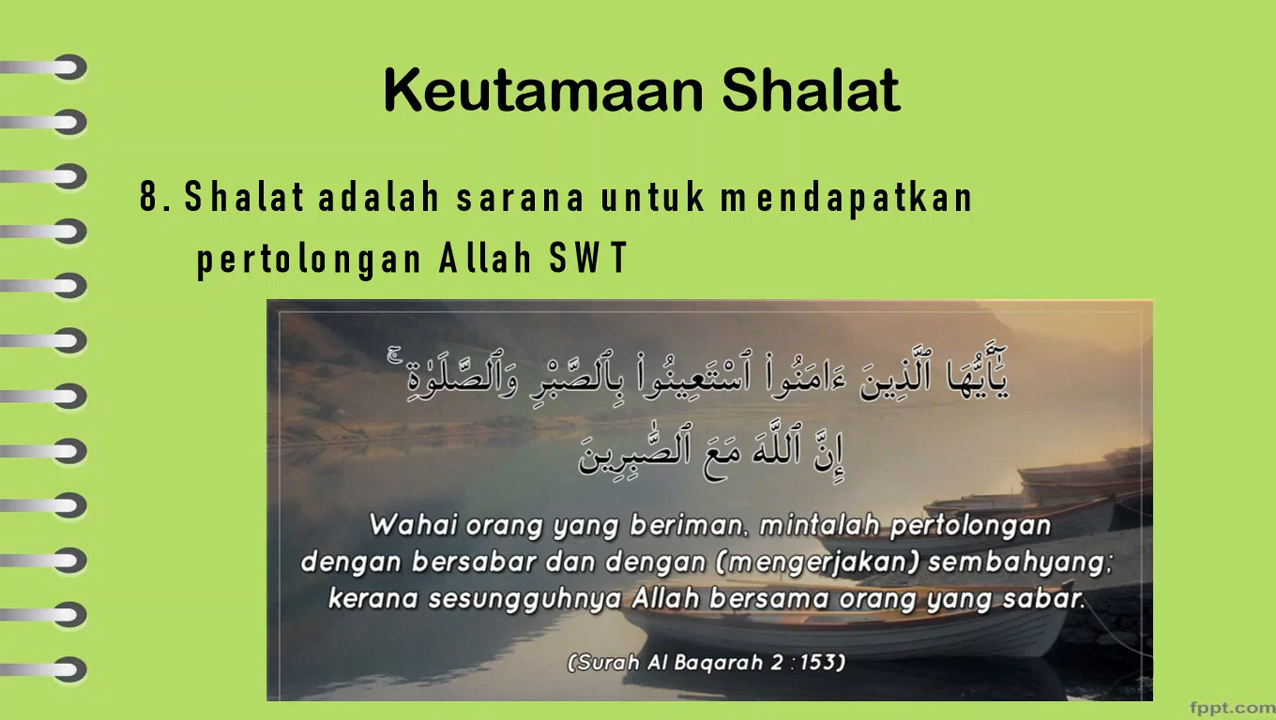 Keutamaan Shalat
8. Shalat adalah sarana untuk mendapatkan
pertolongan Allah SWT
يَٰٓأَيُّهَا ٱلَّذِينَ ءَامَنُوا۟ ٱسْتَعِينُوا۟ بِٱلصَّبْرِ وَٱلصَّلَوٰةِ ۚ
إِنَّ ٱللَّهَ مَعَ ٱلصَّٰبِرِينَ
Wahai orang yang beriman, mintalah pertolongan
dengan bersabar dan dengan (mengerjakan) sembahyang;
kerana sesungguhnya Allah bersama orang yang sabar.
(Surah Al Baqarah 2 : 153)
fppt.com